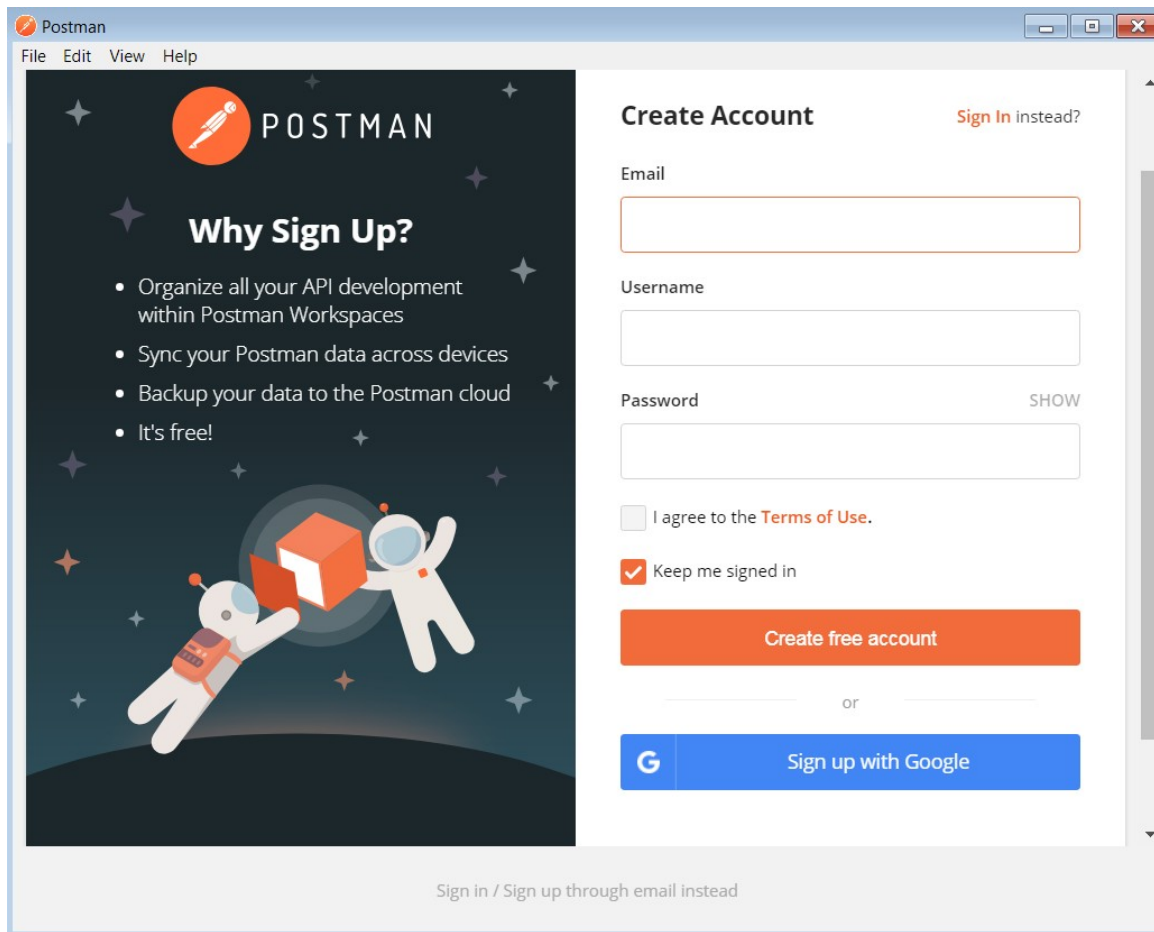 Postman
File Edit View Help
POSTMAN
Why Sign Up?
• Organize all your API development
within Postman Workspaces
• Sync your Postman data across devices
• Backup your data to the Postman cloud
• It's free!
Create Account
Sign In instead?
Email
Username
Password
SHOW
I agree to the Terms of Use.
Keep me signed in
Create free account
or
G Sign up with Google
Sign in / Sign up through email instead